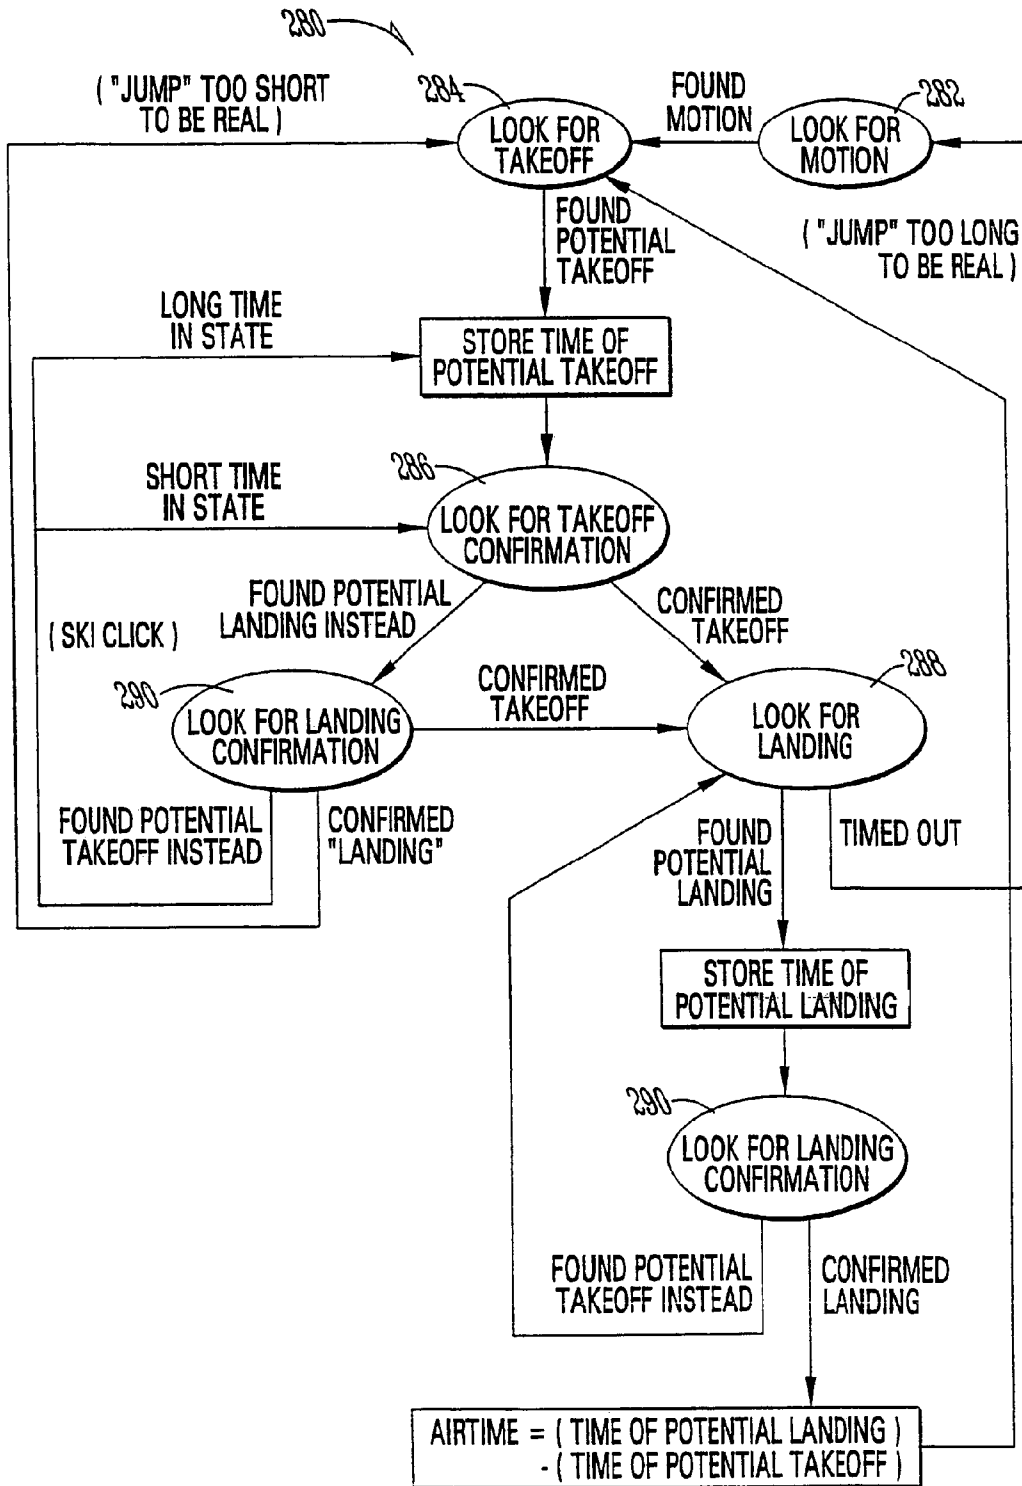 280
( "JUMP" TOO SHORT
TO BE REAL )
284
LOOK FOR
TAKEOFF
FOUND
MOTION
282
LOOK FOR
MOTION
FOUND
POTENTIAL
TAKEOFF
( "JUMP" TOO LONG
TO BE REAL )
LONG TIME
IN STATE
STORE TIME OF
POTENTIAL TAKEOFF
SHORT TIME
IN STATE
286
LOOK FOR TAKEOFF
CONFIRMATION
FOUND POTENTIAL
LANDING INSTEAD
CONFIRMED
TAKEOFF
( SKI CLICK )
290
LOOK FOR LANDING
CONFIRMATION
CONFIRMED
TAKEOFF
288
LOOK FOR
LANDING
FOUND POTENTIAL
TAKEOFF INSTEAD
CONFIRMED
"LANDING"
FOUND
POTENTIAL
LANDING
TIMED OUT
STORE TIME OF
POTENTIAL LANDING
290
LOOK FOR LANDING
CONFIRMATION
FOUND POTENTIAL
TAKEOFF INSTEAD
CONFIRMED
LANDING
AIRTIME = ( TIME OF POTENTIAL LANDING )
- ( TIME OF POTENTIAL TAKEOFF )